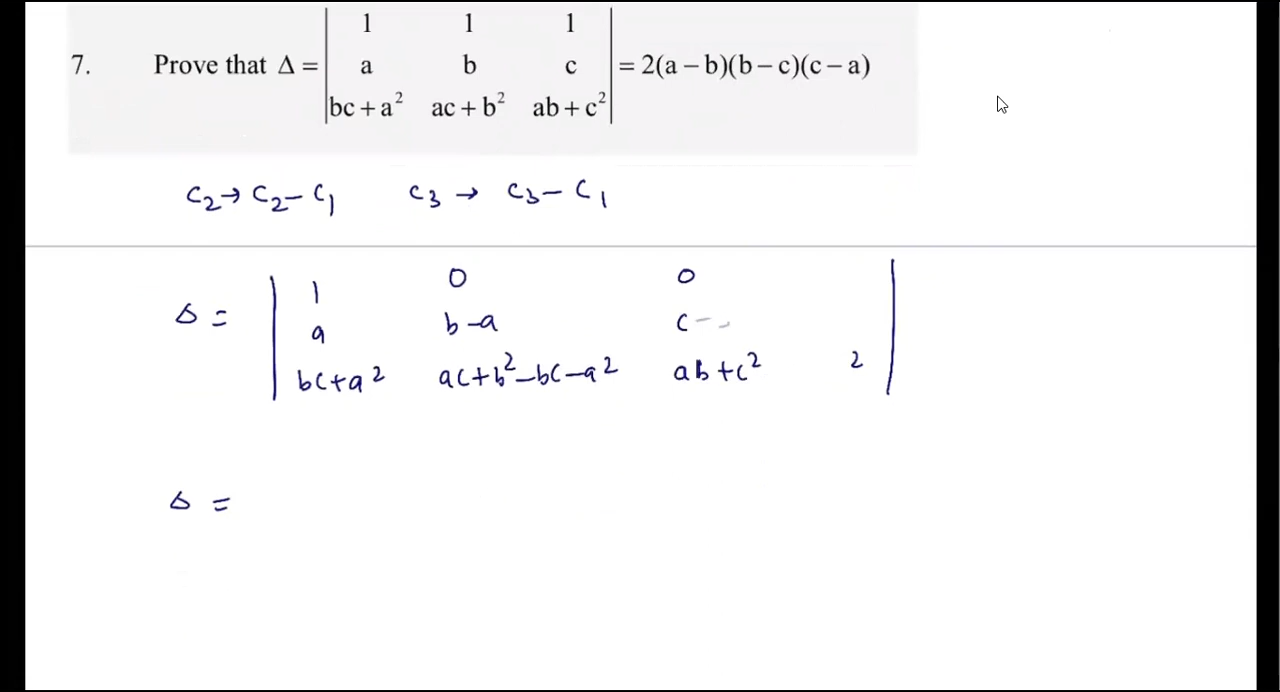 7. Prove that Δ = | 1 1 1 |
| a b c | = 2(a – b)(b – c)(c – a)
| bc + a² ac + b² ab + c² |
C₂ → C₂ – C₁ C₃ → C₃ – C₁
Δ = | 1 0 0 |
| a b – a c – |
| bc + a² ac + b² – bc – a² ab + c² 2 |
Δ =